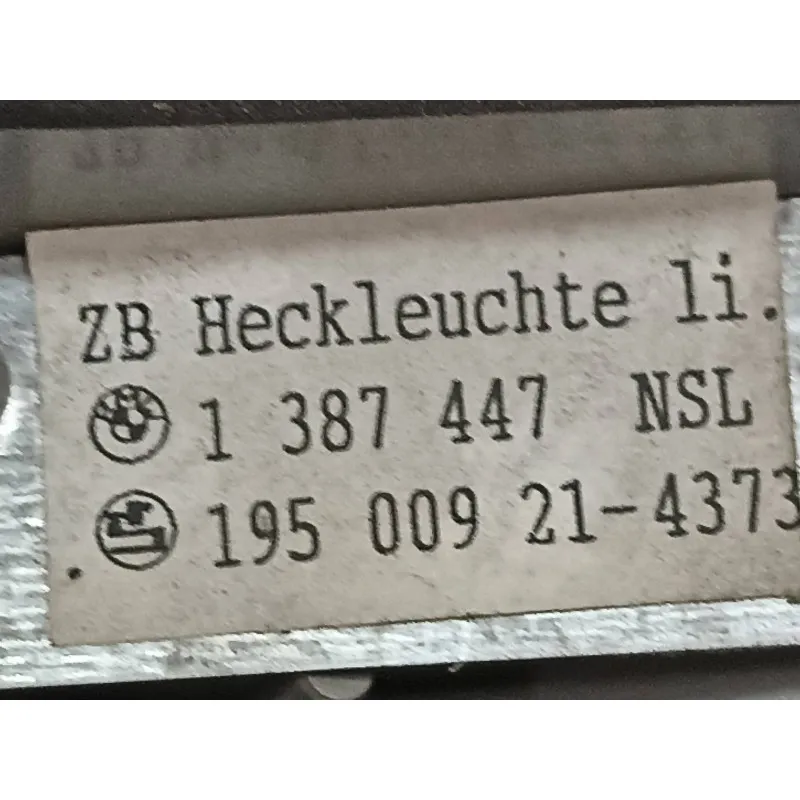 ZB Heckleuchte li.
1 387 447 NSL
195 009 21-4373